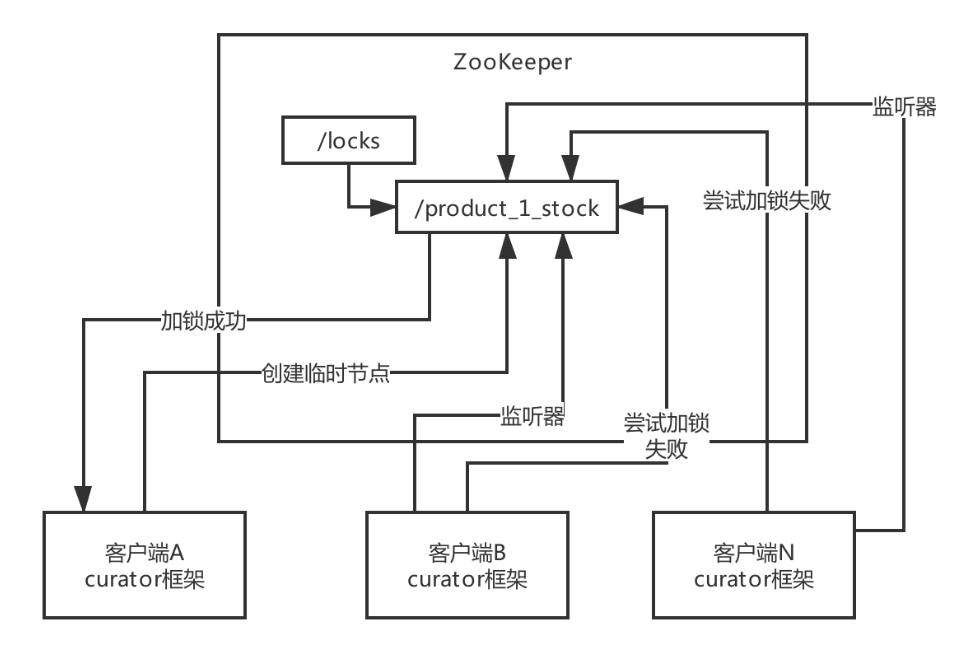 ZooKeeper
监听器
/locks
尝试加锁失败
/product_1_stock
加锁成功
创建临时节点
监听器
尝试加锁
失败
客户端A
curator框架
客户端B
curator框架
客户端N
curator框架